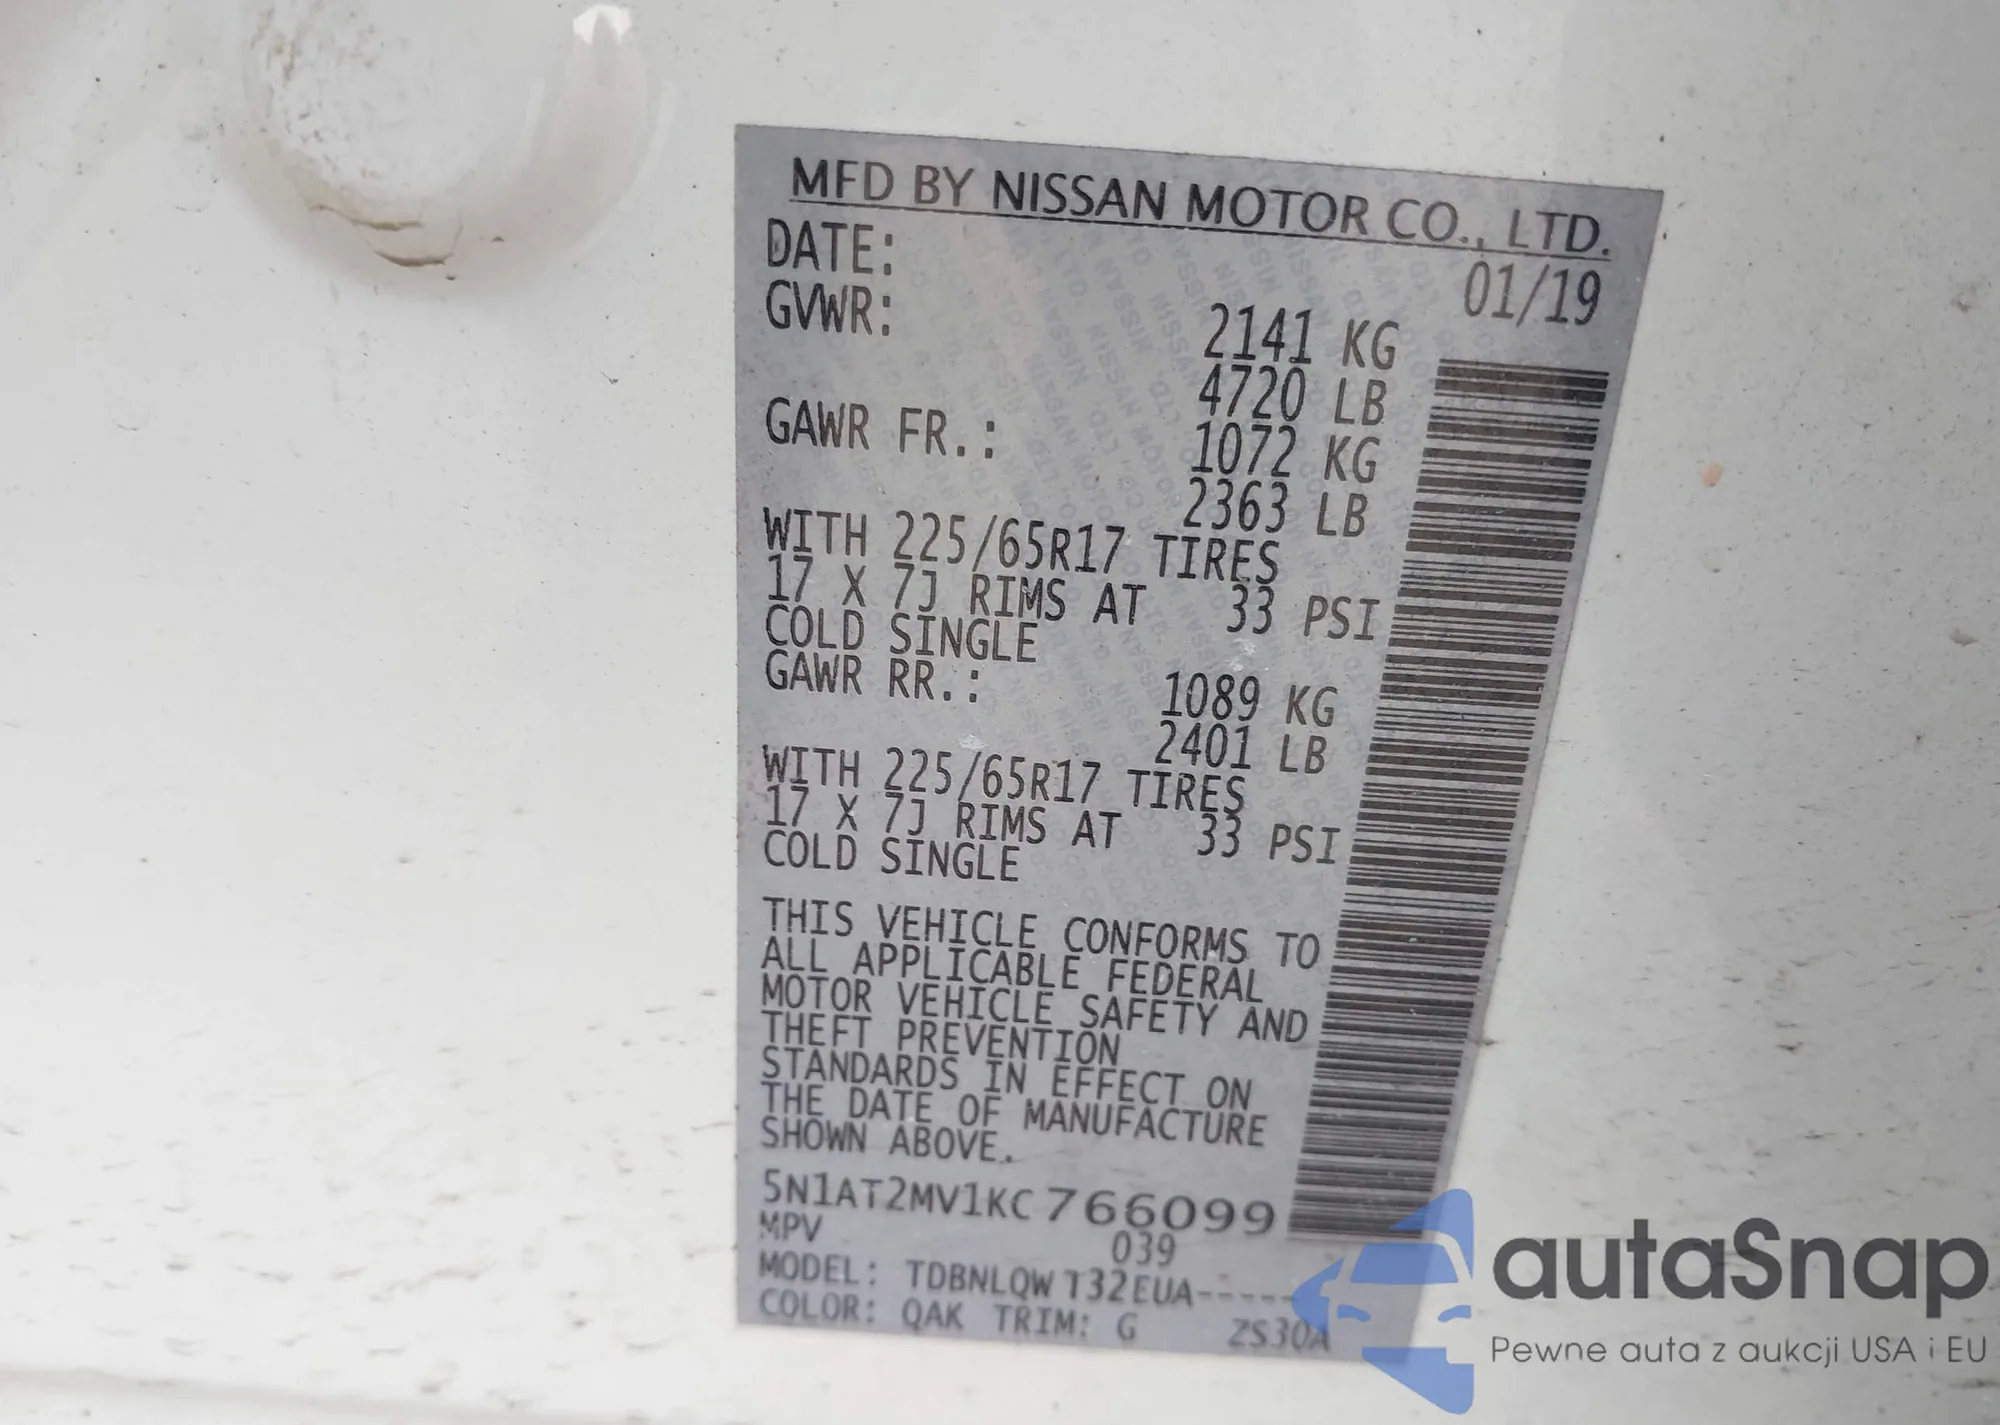 MFD BY NISSAN MOTOR CO., LTD.
DATE: 01/19
GVWR: 2141 KG
4720 LB
GAWR FR.: 1072 KG
2363 LB
WITH 225/65R17 TIRES
17 X 7J RIMS AT 33 PSI
COLD SINGLE
GAWR RR.: 1089 KG
2401 LB
WITH 225/65R17 TIRES
17 X 7J RIMS AT 33 PSI
COLD SINGLE
THIS VEHICLE CONFORMS TO
ALL APPLICABLE FEDERAL
MOTOR VEHICLE SAFETY AND
THEFT PREVENTION
STANDARDS IN EFFECT ON
THE DATE OF MANUFACTURE
SHOWN ABOVE.
5N1AT2MV1KC766099
MPV 039
MODEL: TDBNLQW T32EUA-----
COLOR: QAK TRIM: G ZS30A
autaSnap
Pewne auta z aukcji USA i EU